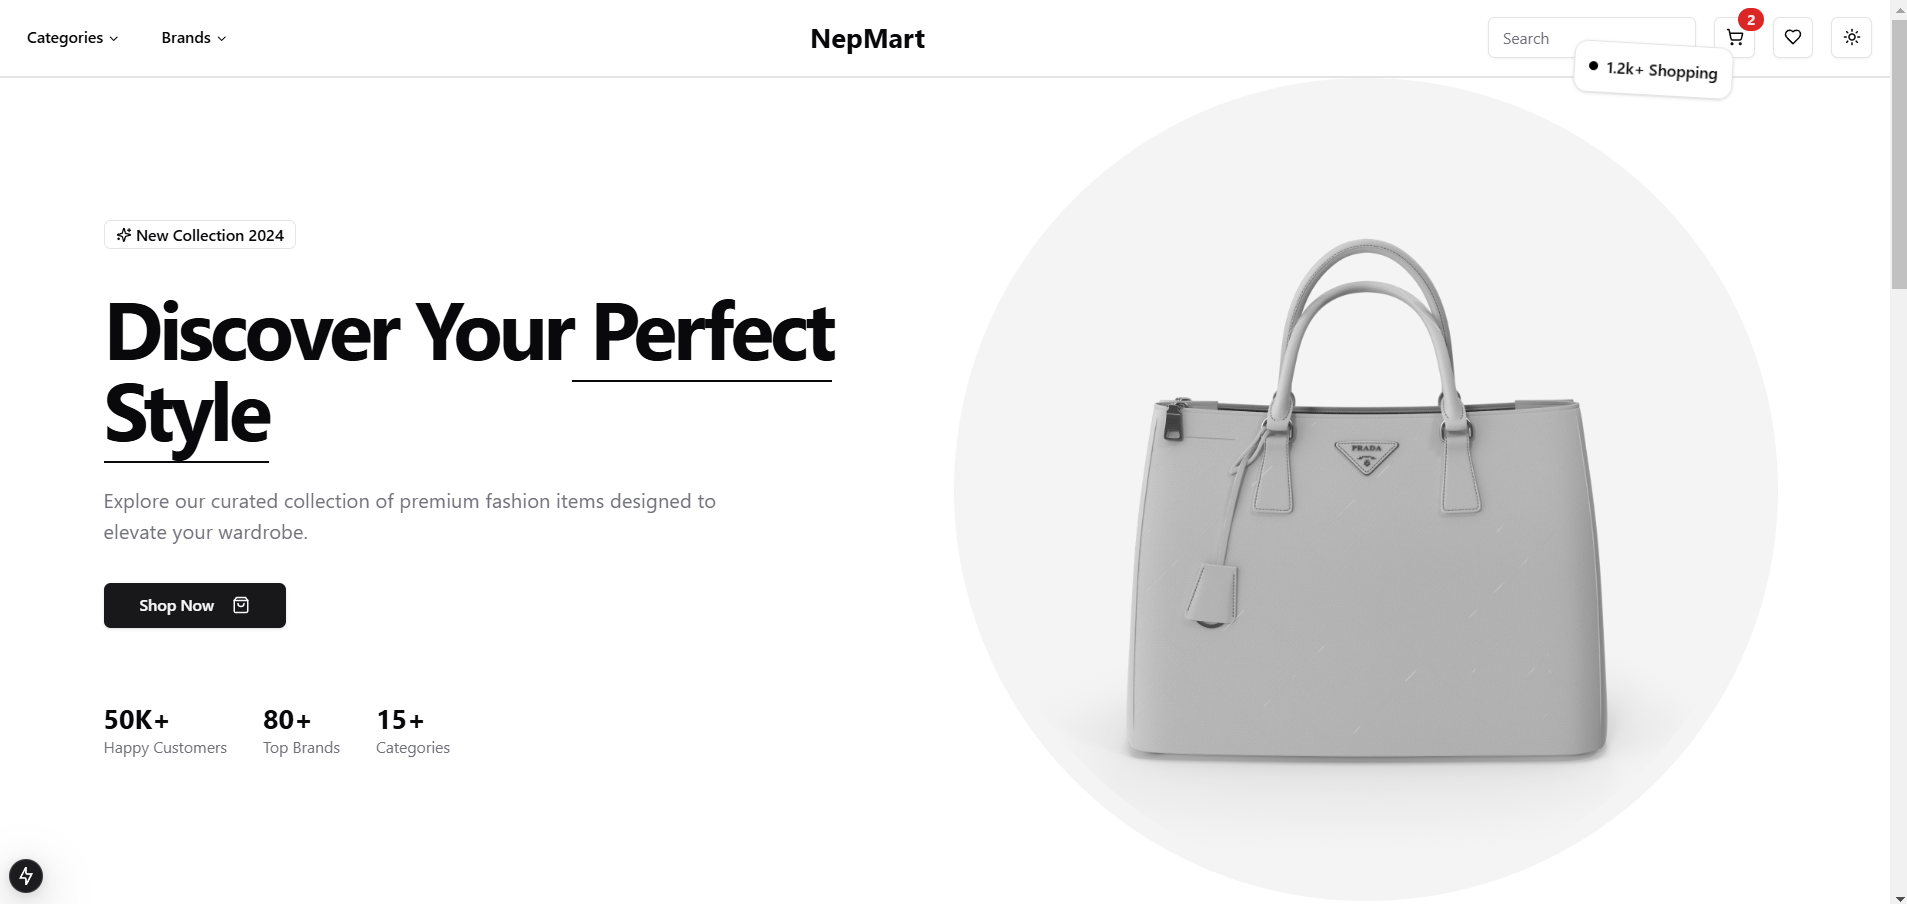 Categories
Brands
NepMart
Search
2
1.2k+ Shopping
New Collection 2024
Discover Your Perfect
Style
Explore our curated collection of premium fashion items designed to
elevate your wardrobe.
Shop Now
50K+
Happy Customers
80+
Top Brands
15+
Categories
PRADA